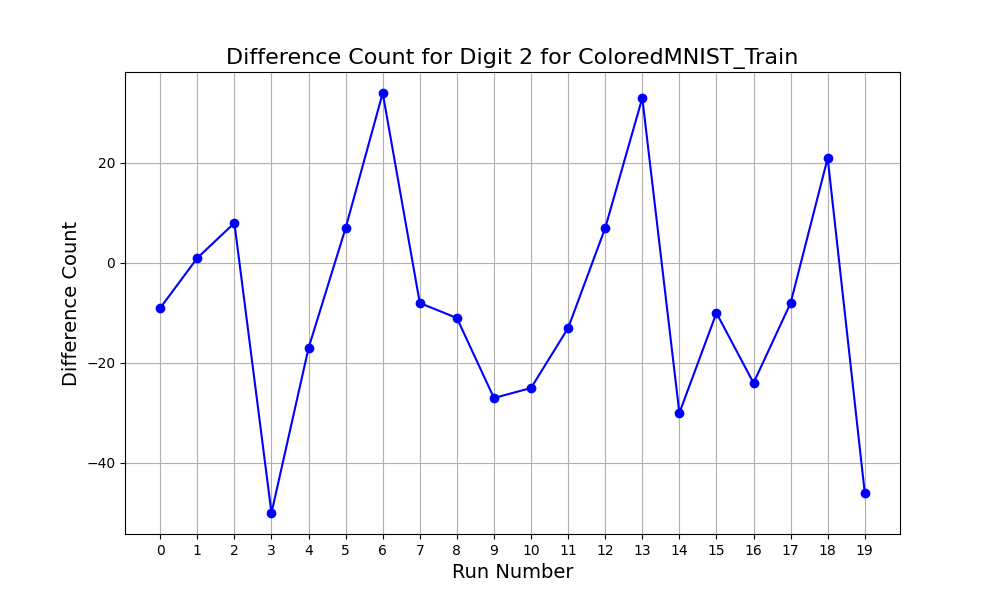 Difference Count for Digit 2 for ColoredMNIST_Train
Difference Count
20
0
−20
−40
0 1 2 3 4 5 6 7 8 9 10 11 12 13 14 15 16 17 18 19
Run Number